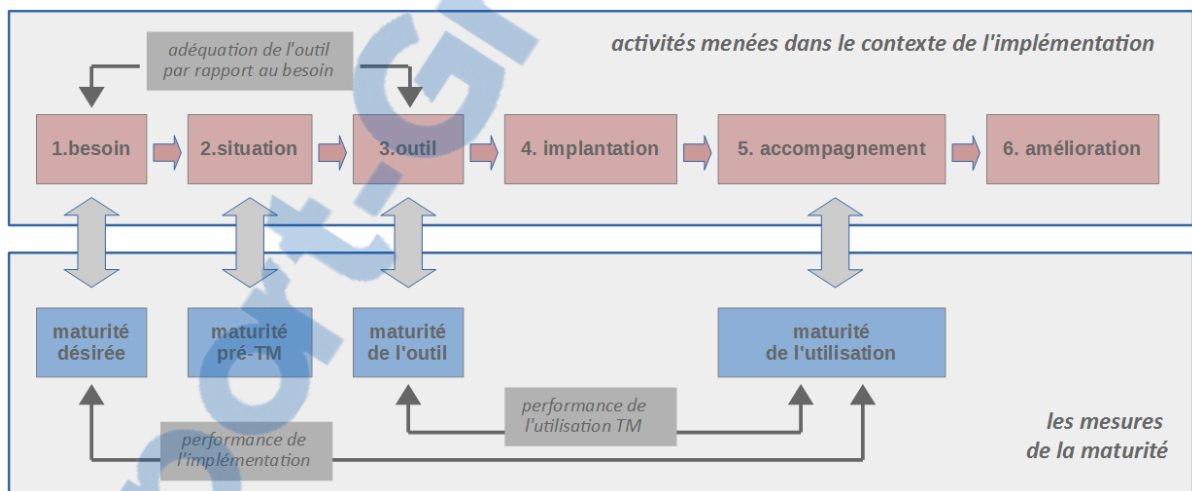 activités menées dans le contexte de l'implémentation
adéquation de l'outil
par rapport au besoin
1.besoin
2.situation
3.outil
4. implantation
5. accompagnement
6. amélioration
maturité
désirée
maturité
pré-TM
maturité
de l'outil
maturité
de l'utilisation
performance de
l'utilisation TM
performance de
l'implémentation
les mesures
de la maturité